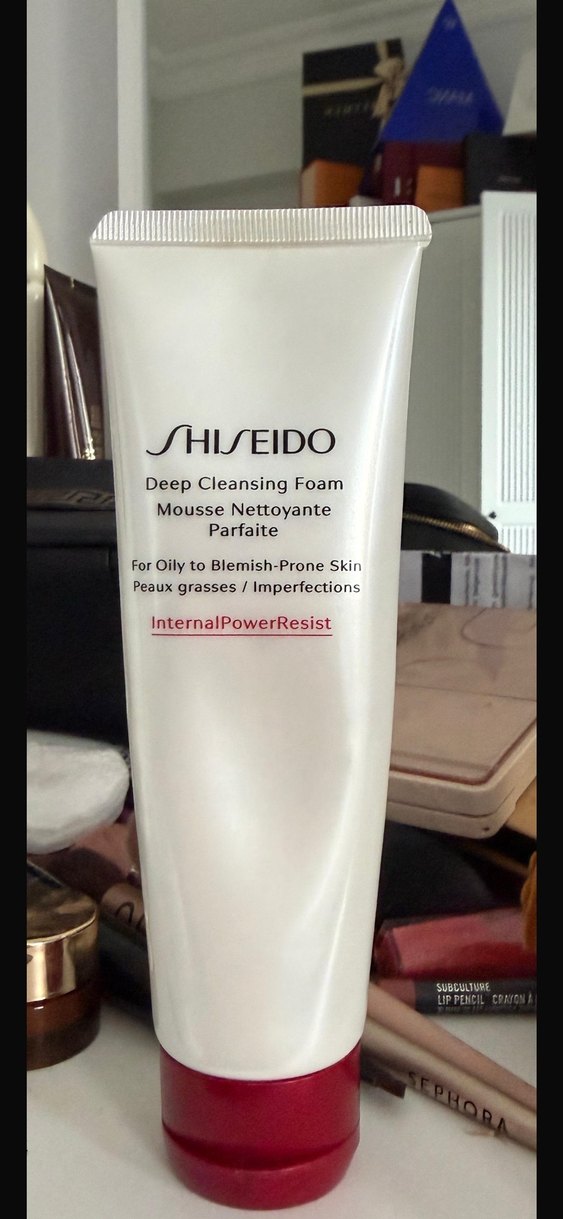 SHISEIDO
Deep Cleansing Foam
Mousse Nettoyante
Parfaite
For Oily to Blemish-Prone Skin
Peaux grasses / Imperfections
InternalPowerResist
SUBCULTURE
LIP PENCIL CRAYON À
SEPHORA